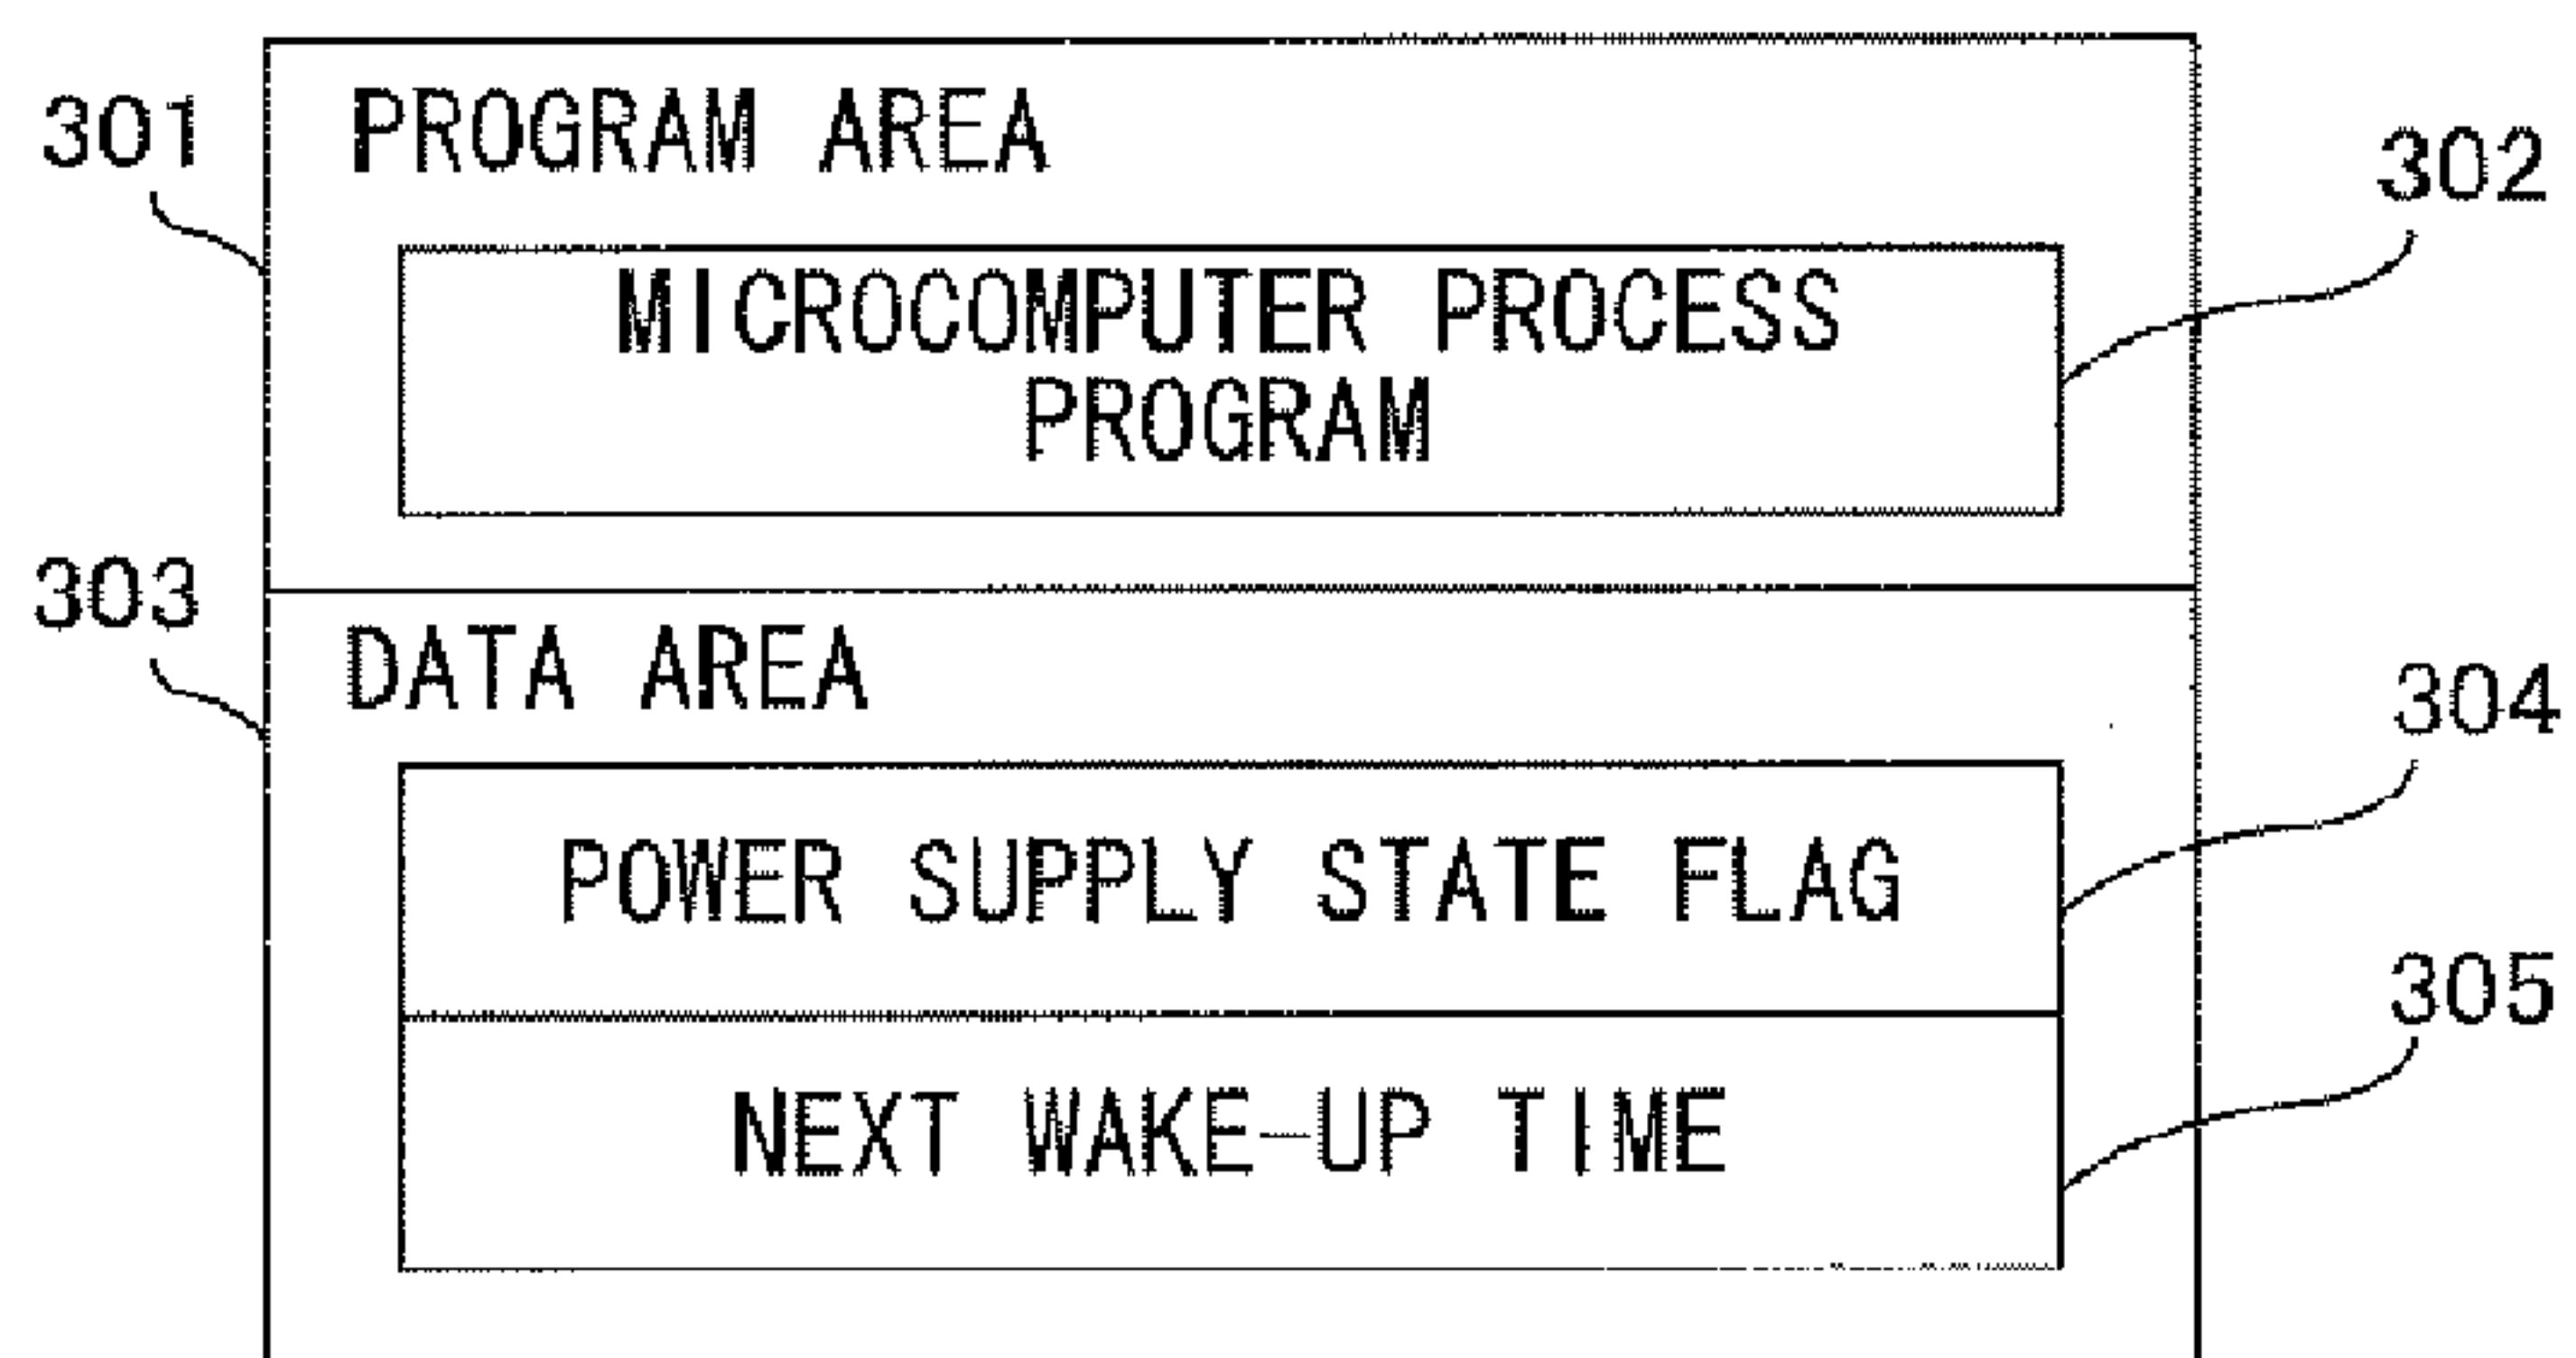 301
PROGRAM AREA
302
MICROCOMPUTER PROCESS
PROGRAM
303
DATA AREA
304
POWER SUPPLY STATE FLAG
305
NEXT WAKE-UP TIME